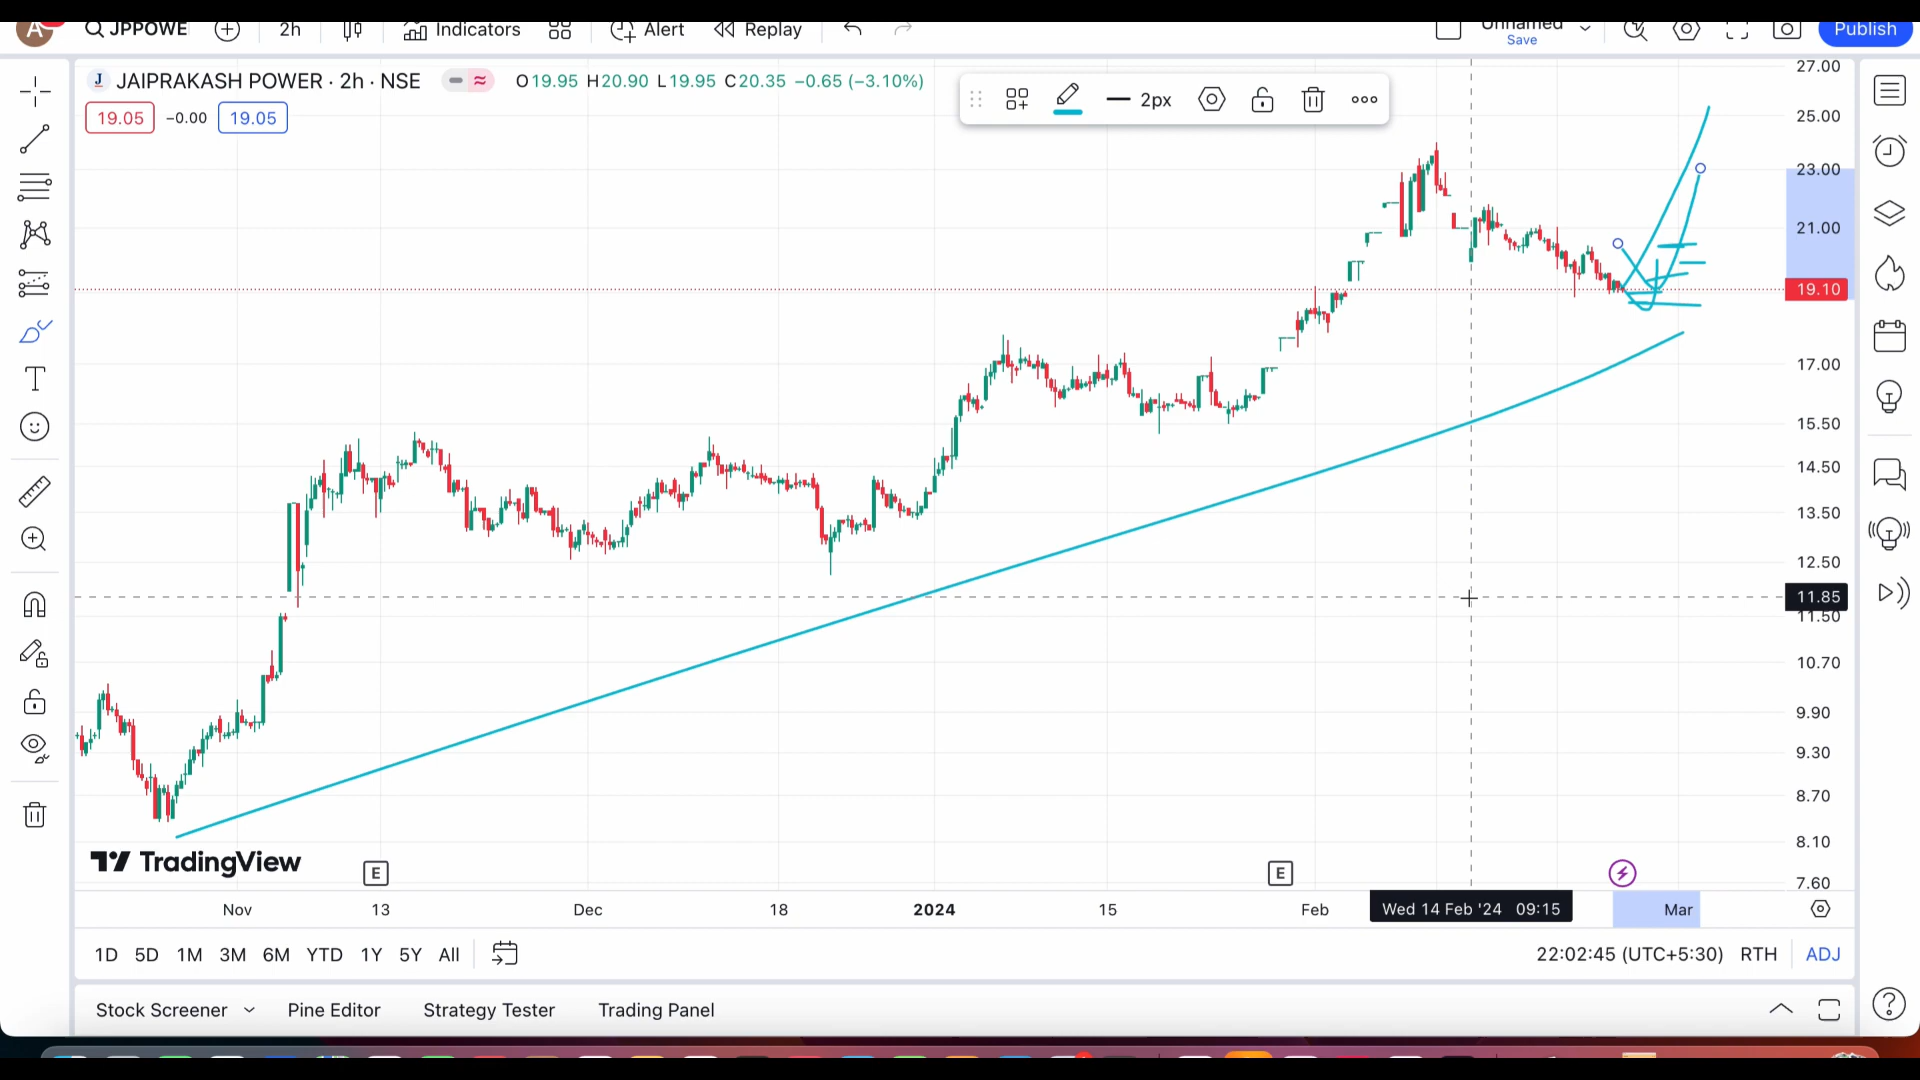 A JPPOWE 2h Indicators Alert Replay Unnamed Save Publish
J JAIPRAKASH POWER · 2h · NSE O19.95 H20.90 L19.95 C20.35 −0.65 (−3.10%)
19.05 −0.00 19.05
2px
27.00
25.00
23.00
21.00
19.10
17.00
15.50
14.50
13.50
12.50
11.85
11.50
10.70
9.90
9.30
8.70
8.10
7.60
TradingView
E E
Nov 13 Dec 18 2024 15 Feb Wed 14 Feb '24 09:15 Mar
1D 5D 1M 3M 6M YTD 1Y 5Y All 22:02:45 (UTC+5:30) RTH ADJ
Stock Screener Pine Editor Strategy Tester Trading Panel